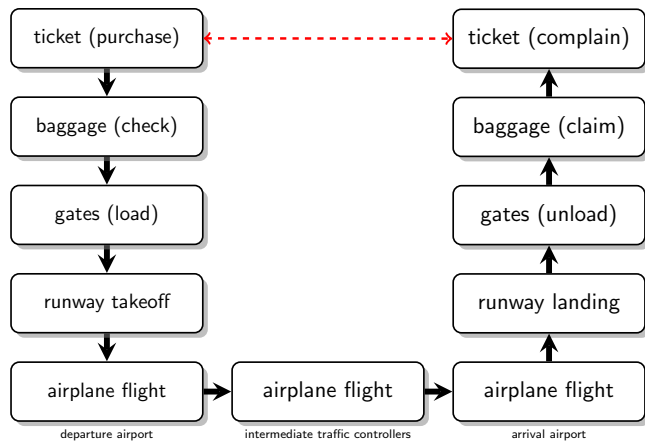 ticket (purchase)
ticket (complain)
baggage (check)
baggage (claim)
gates (load)
gates (unload)
runway takeoff
runway landing
airplane flight
airplane flight
airplane flight
departure airport
intermediate traffic controllers
arrival airport